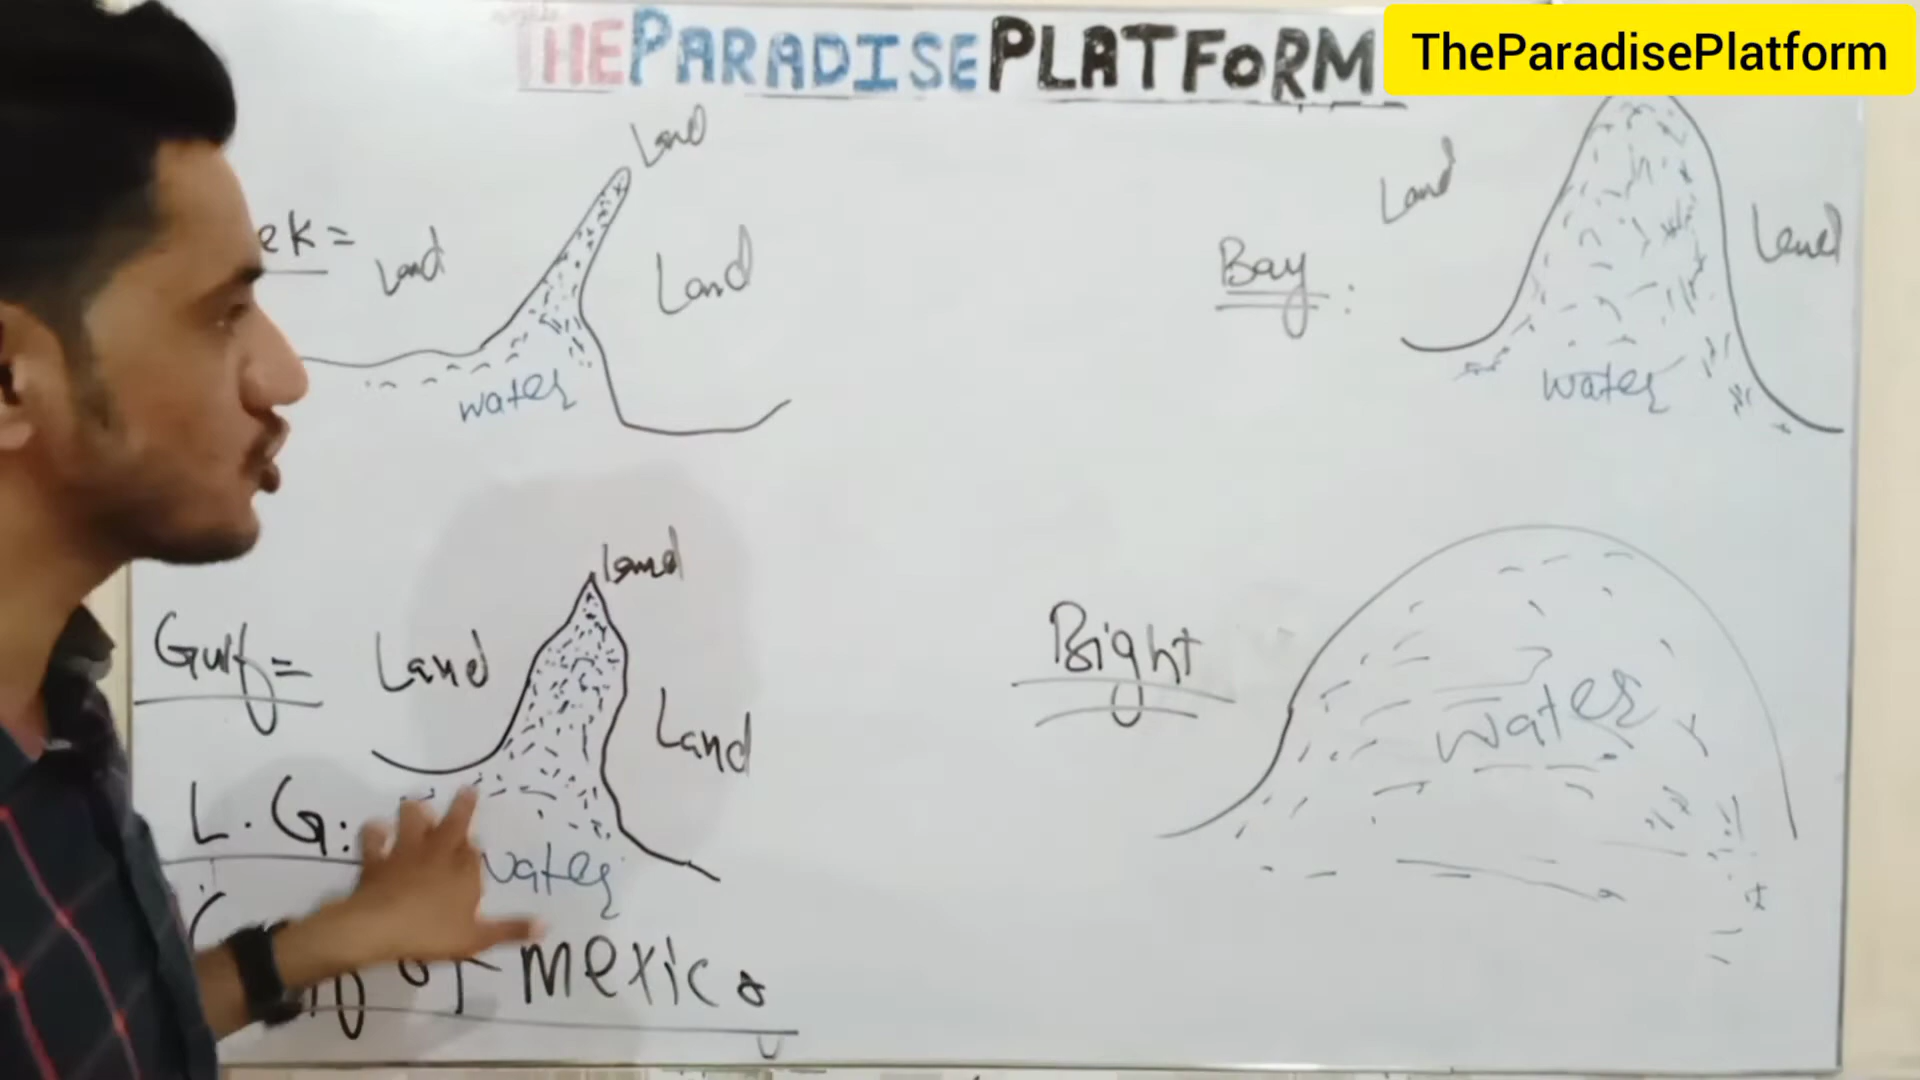 THEPARADISEPLATFORM
TheParadisePlatform
Land
ek =
Land
Land
water
Bay :
Land
Land
water
Gulf =
Land
Land
Land
water
L.G:
of mexico
Bight
water